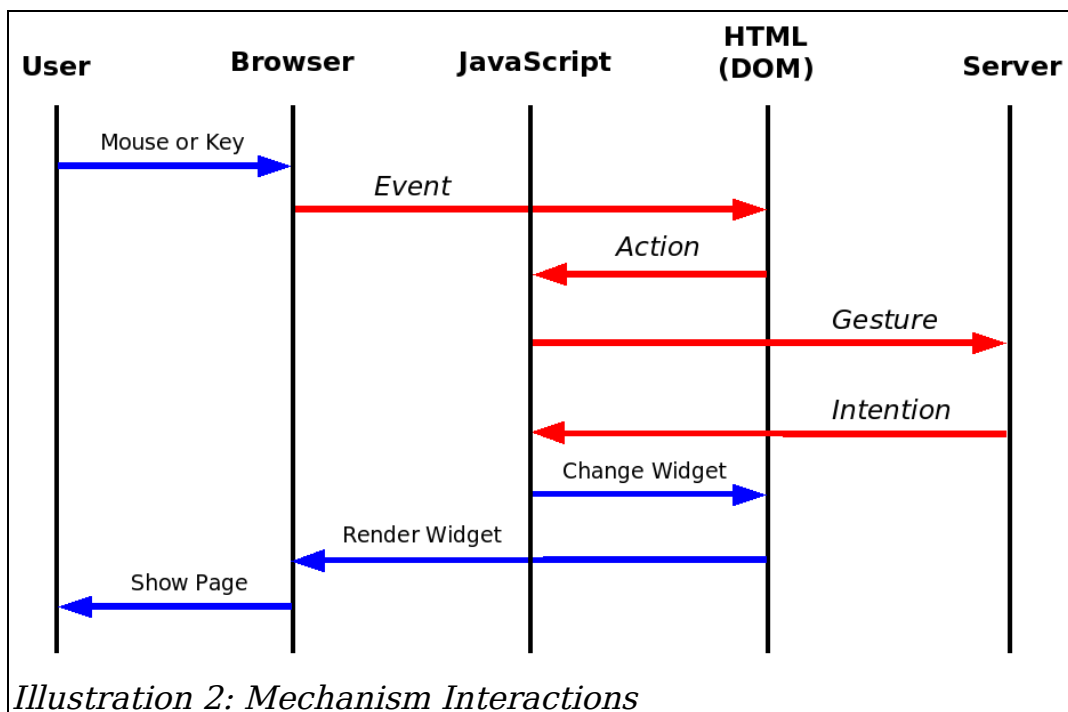 User
Browser
JavaScript
HTML
(DOM)
Server
Mouse or Key
Event
Action
Gesture
Intention
Change Widget
Render Widget
Show Page
Illustration 2: Mechanism Interactions